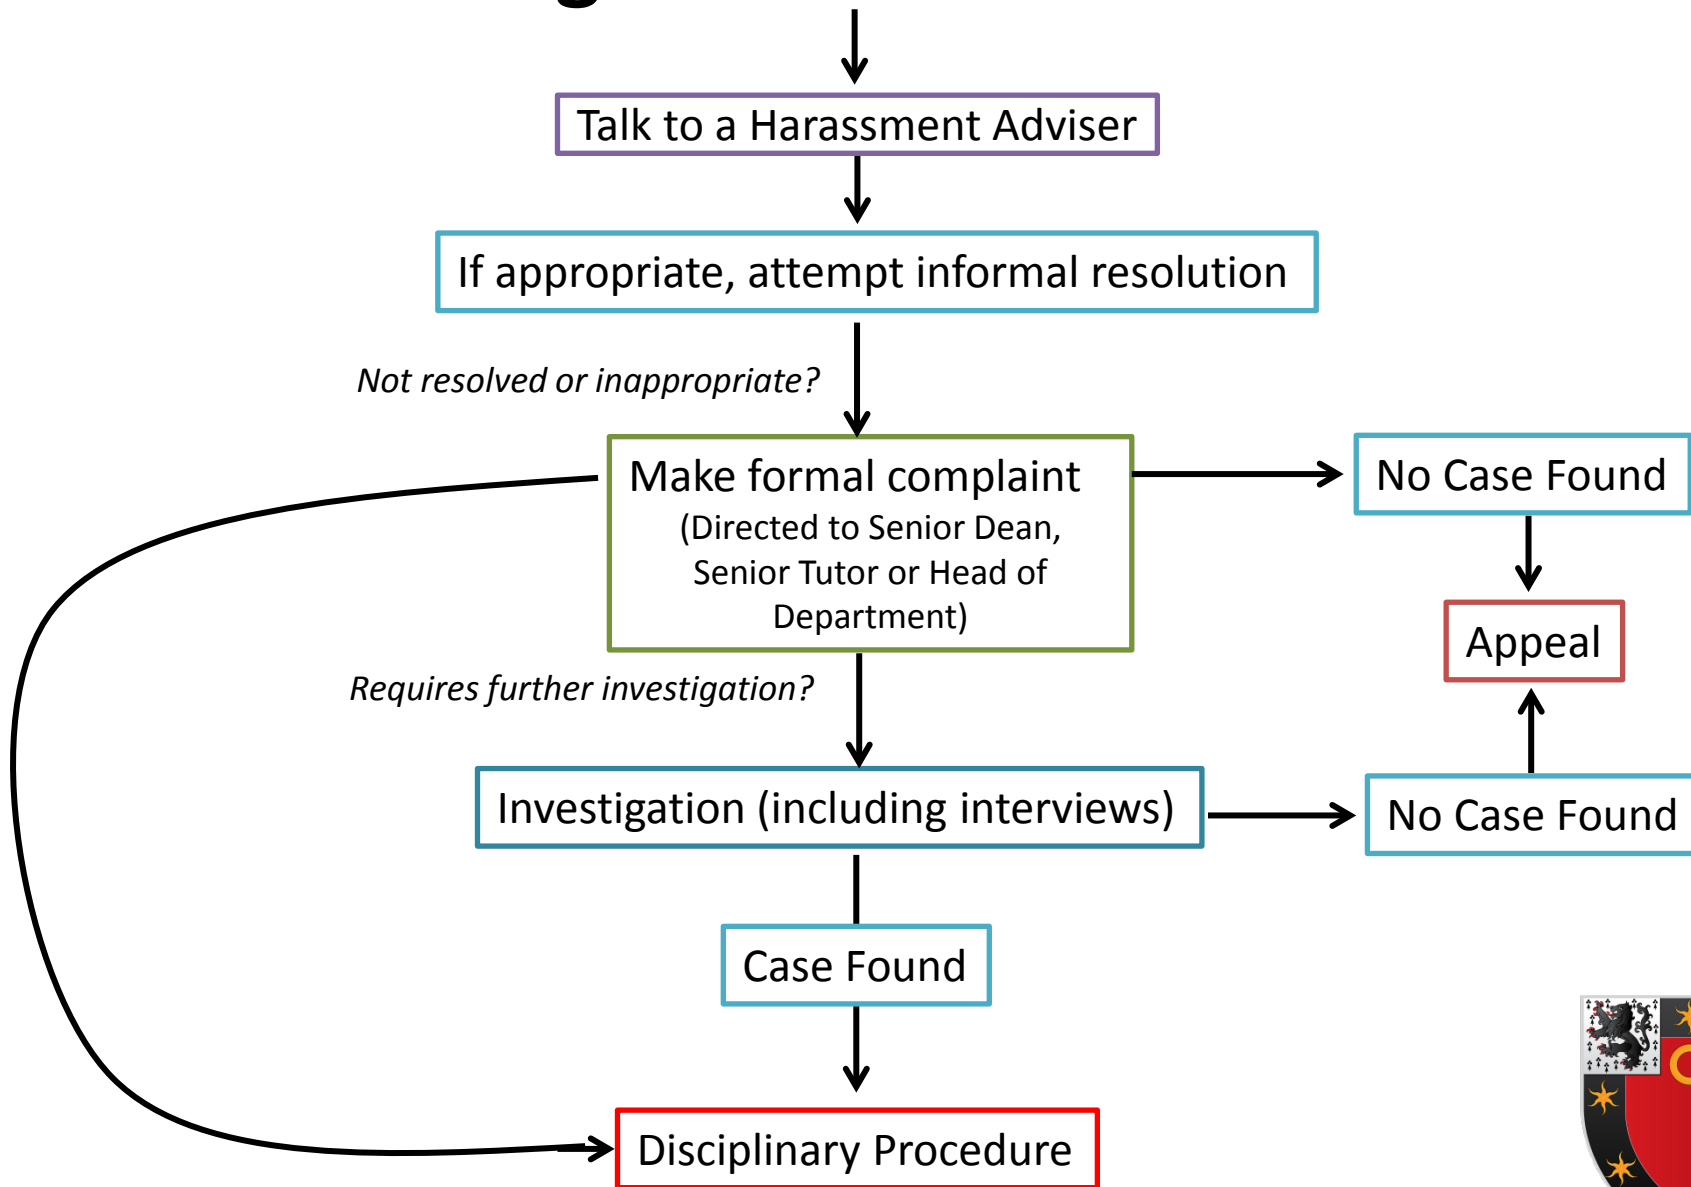 Talk to a Harassment Adviser
If appropriate, attempt informal resolution
Not resolved or inappropriate?
Make formal complaint
(Directed to Senior Dean,
Senior Tutor or Head of
Department)
No Case Found
Appeal
Requires further investigation?
Investigation (including interviews)
No Case Found
Case Found
Disciplinary Procedure